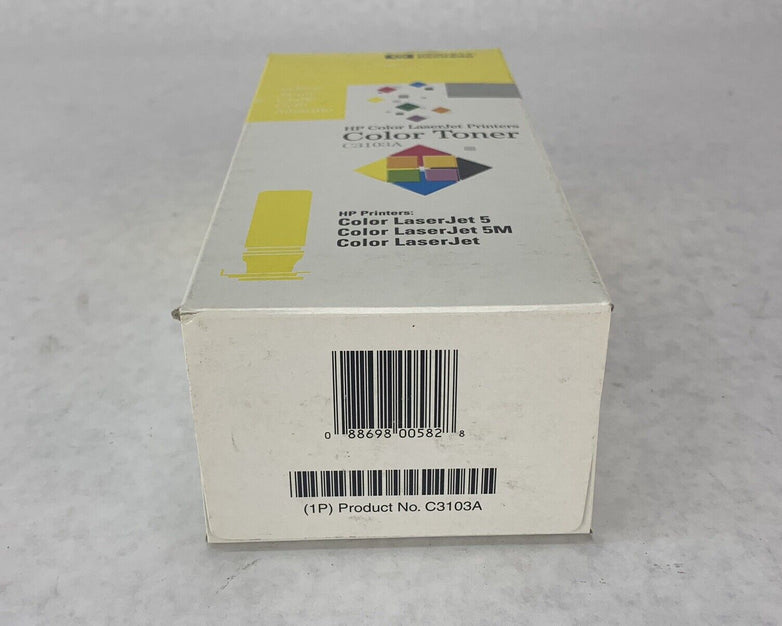 HP Color LaserJet Printers
Color Toner
C3103A
HP Printers:
Color LaserJet 5
Color LaserJet 5M
Color LaserJet
0 88698 00582 8
(1P) Product No. C3103A